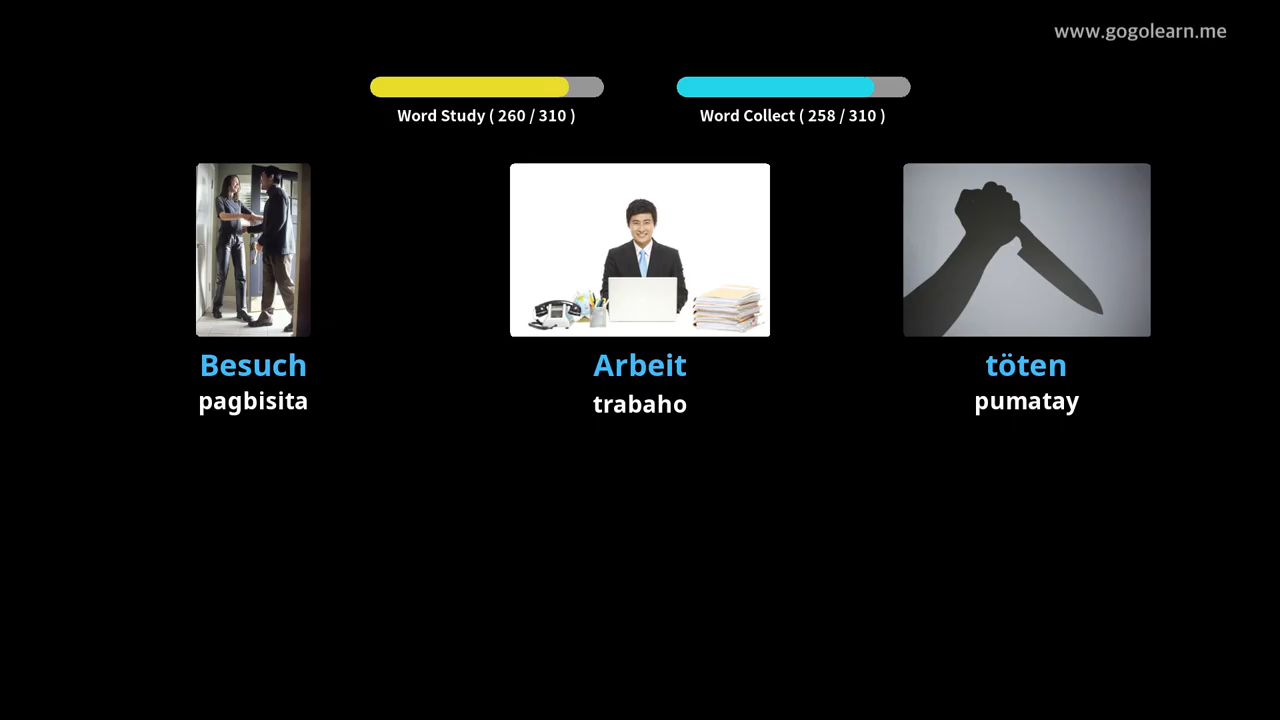 www.gogolearn.me
Word Study ( 260 / 310 )
Word Collect ( 258 / 310 )
Besuch
pagbisita
Arbeit
trabaho
töten
pumatay